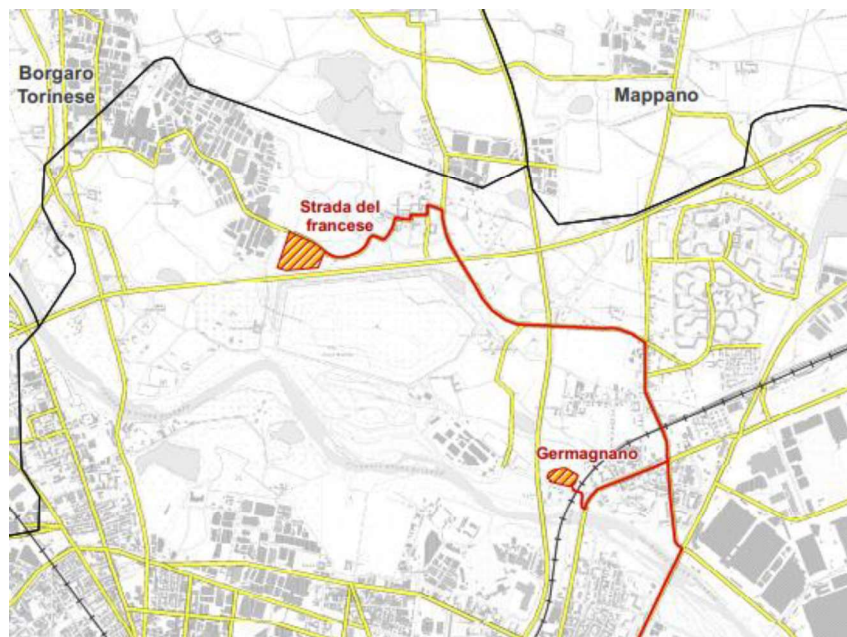 Borgaro
Torinese
Mappano
Strada del
francese
Germagnano